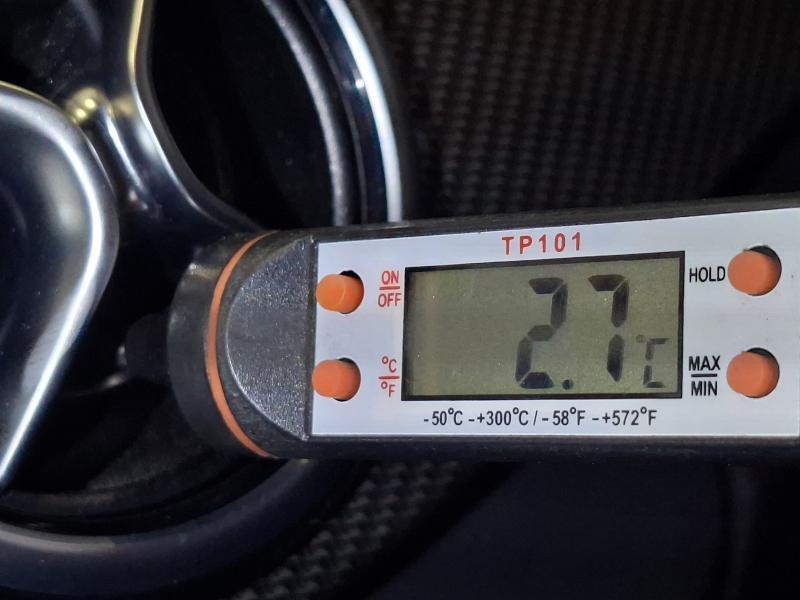 TP101
ON
OFF
HOLD
2.7 °C
°C
°F
MAX
MIN
-50°C -+300°C / -58°F -+572°F